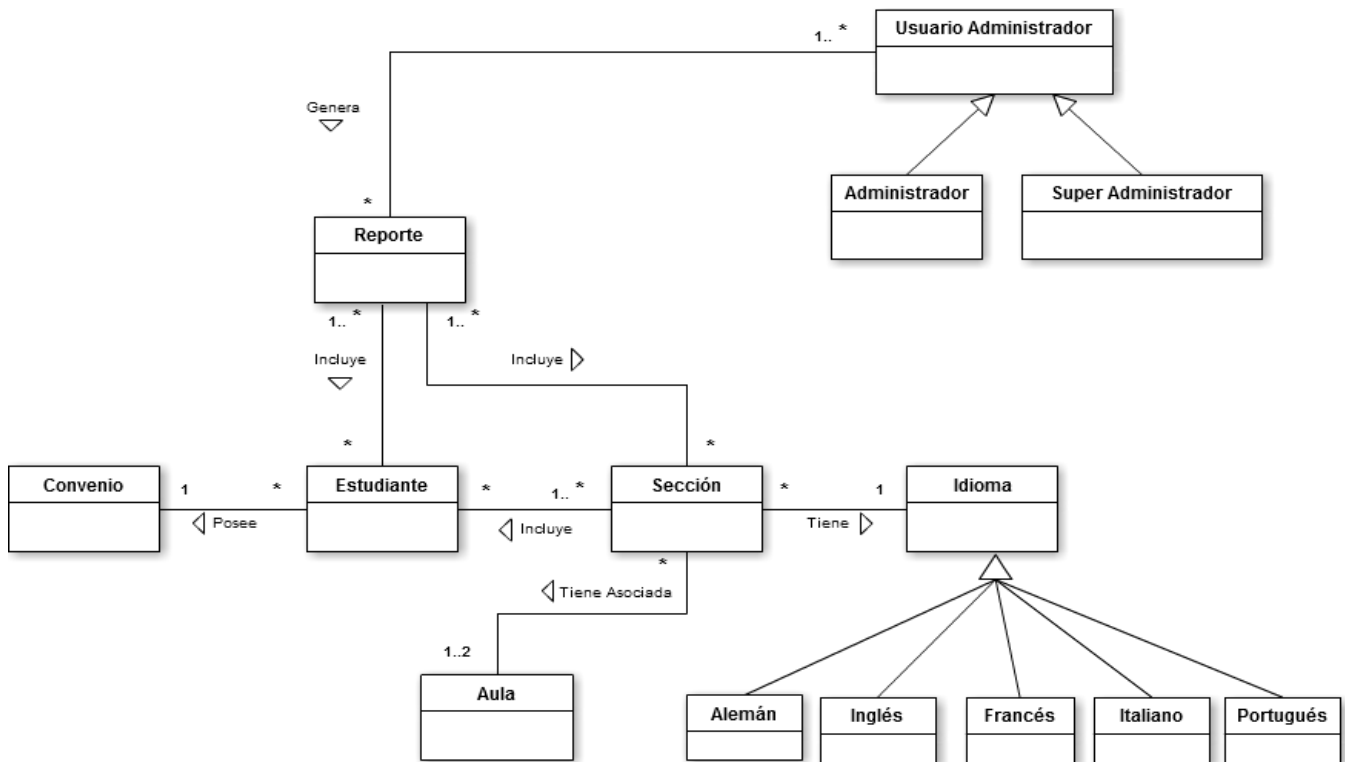 Usuario Administrador
1.. *
Genera
Administrador
Super Administrador
*
Reporte
1.. *
1.. *
Incluye
Incluye
*
*
Convenio
1
*
Estudiante
*
1.. *
Sección
*
1
Idioma
Posee
Incluye
Tiene
*
Tiene Asociada
1..2
Aula
Alemán
Inglés
Francés
Italiano
Portugués